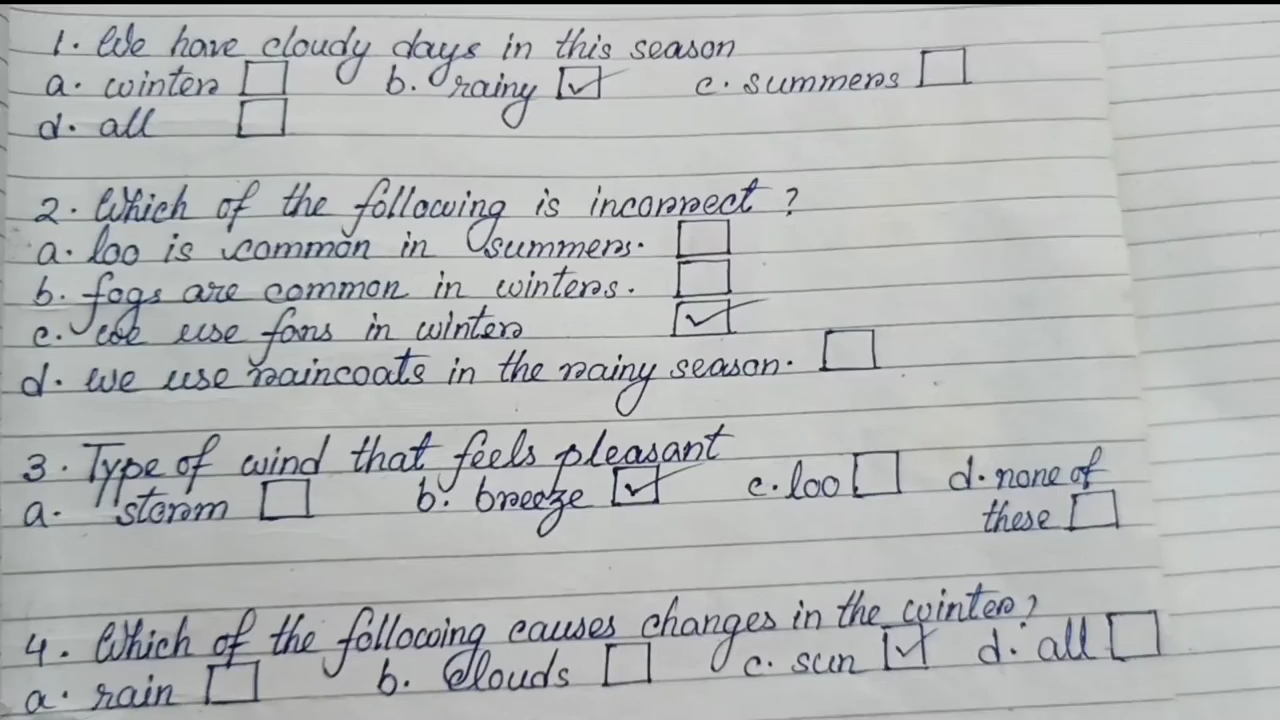 1. We have cloudy days in this season
a. winter ☐ b. rainy ☑ c. summers ☐
d. all ☐
2. Which of the following is incorrect?
a. loo is common in summers. ☐
b. fogs are common in winters. ☐
c. we use fans in winter ☑
d. we use raincoats in the rainy season. ☐
3. Type of wind that feels pleasant
a. storm ☐ b. breeze ☑ c. loo ☐ d. none of
these ☐
4. Which of the following causes changes in the winter?
a. rain ☐ b. Clouds ☐ c. sun ☑ d. all ☐